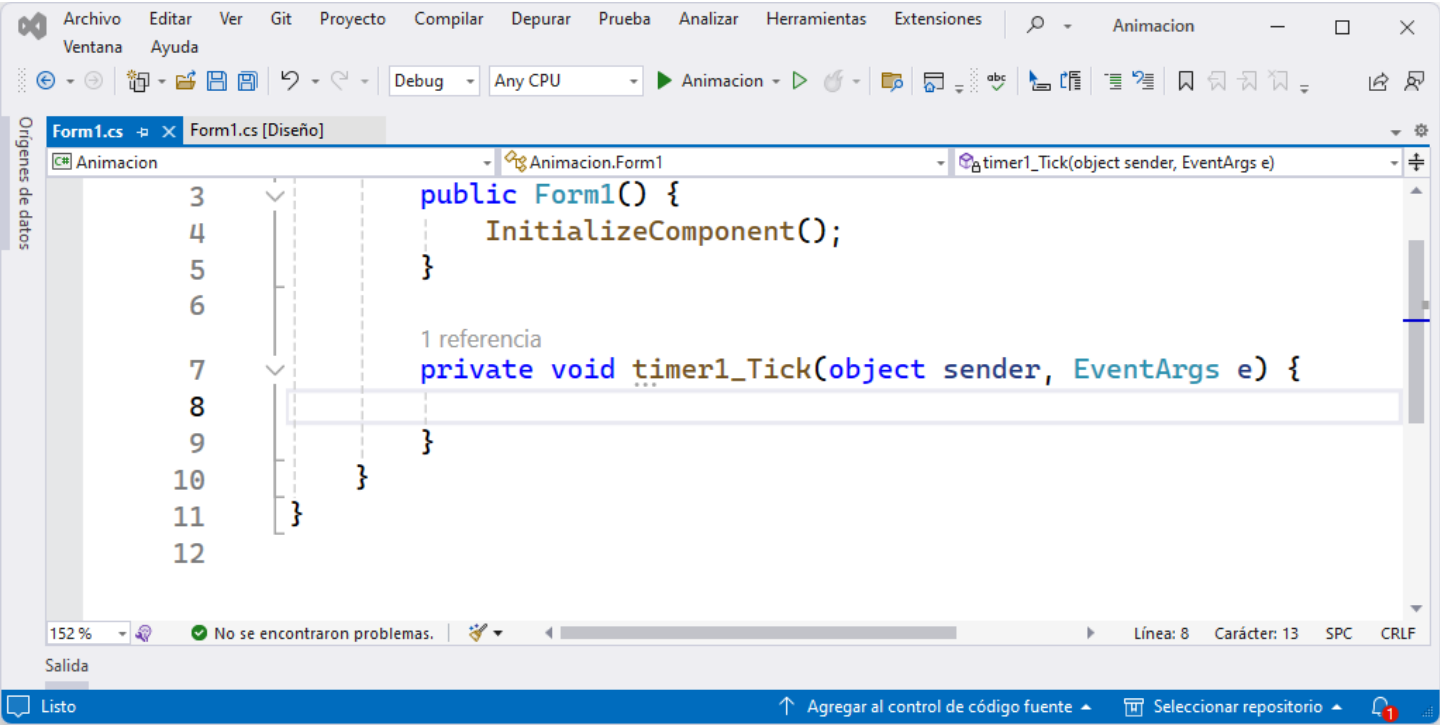 Archivo Editar Ver Git Proyecto Compilar Depurar Prueba Analizar Herramientas Extensiones Animacion
Ventana Ayuda
Debug Any CPU Animacion abc
Form1.cs Form1.cs [Diseño]
Orígenes de datos
C# Animacion Animacion.Form1 timer1_Tick(object sender, EventArgs e)
3 public Form1() {
4 InitializeComponent();
5 }
6
1 referencia
7 private void timer1_Tick(object sender, EventArgs e) {
8
9 }
10 }
11 }
12
152 % No se encontraron problemas. Línea: 8 Carácter: 13 SPC CRLF
Salida
Listo Agregar al control de código fuente Seleccionar repositorio 1